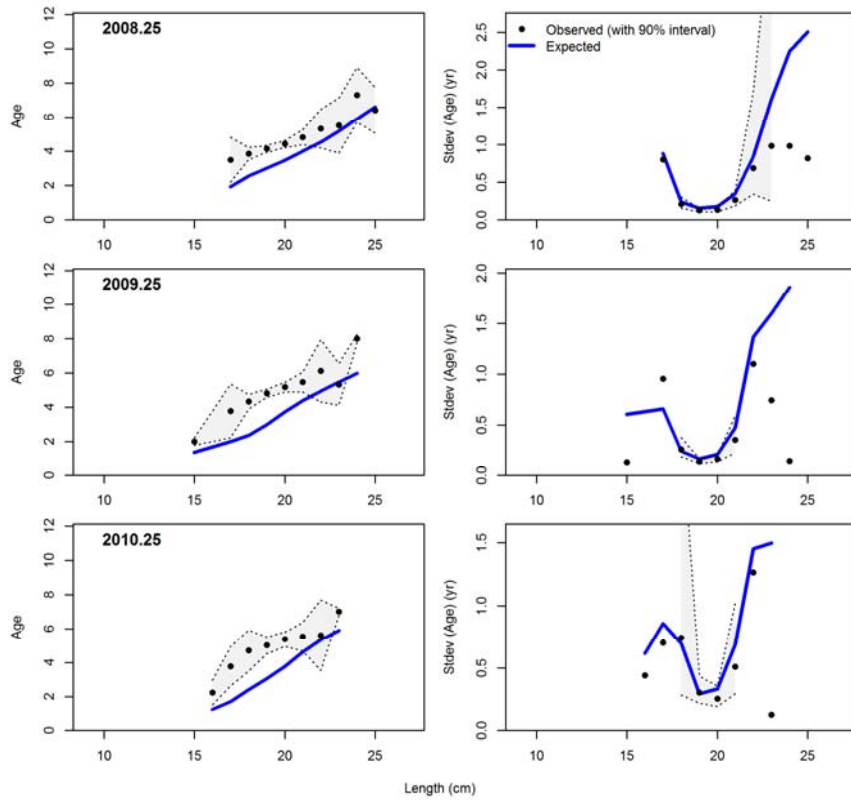 2008.25
Age
0 2 4 6 8 10 12
10 15 20 25
Observed (with 90% interval)
Expected
Stdev (Age) (yr)
0.0 0.5 1.0 1.5 2.0 2.5
10 15 20 25
2009.25
Age
0 2 4 6 8 10 12
10 15 20 25
Stdev (Age) (yr)
0.0 0.5 1.0 1.5 2.0
10 15 20 25
2010.25
Age
0 2 4 6 8 10 12
10 15 20 25
Stdev (Age) (yr)
0.0 0.5 1.0 1.5
10 15 20 25
Length (cm)